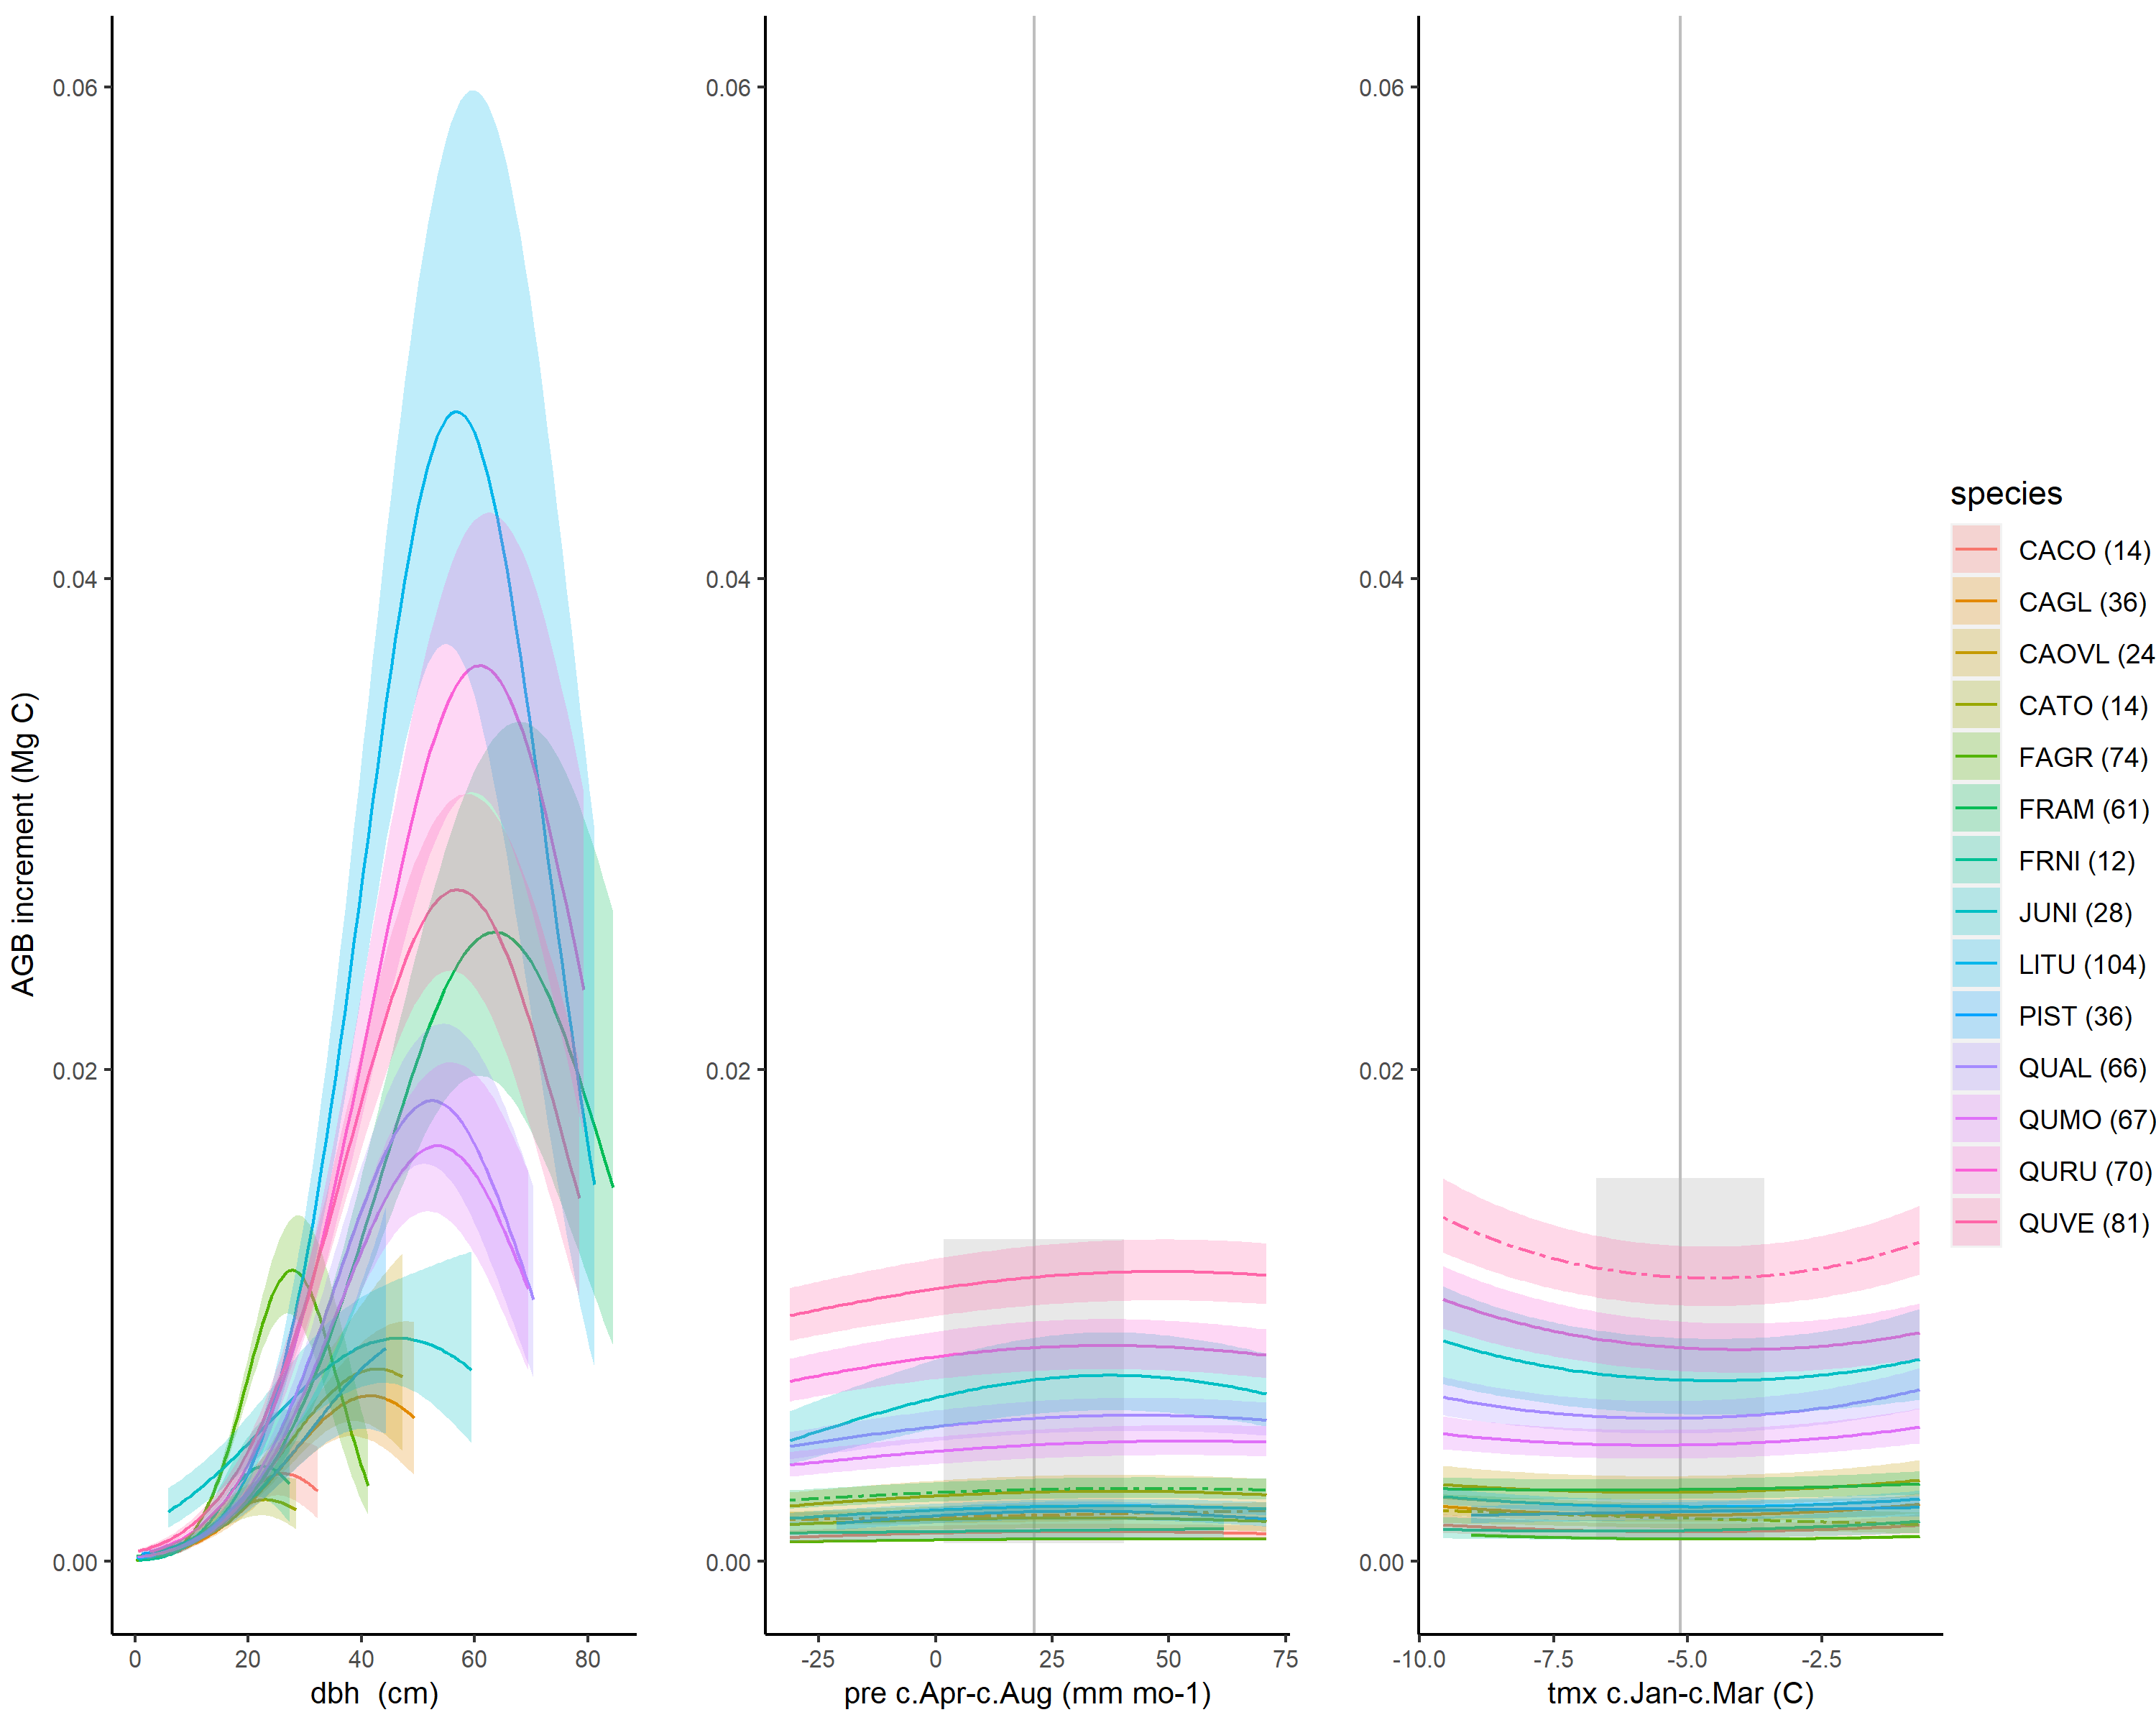 AGB increment (Mg C)
0.06
0.04
0.02
0.00
0 20 40 60 80
dbh (cm)
0.06
0.04
0.02
0.00
-25 0 25 50 75
pre c.Apr-c.Aug (mm mo-1)
0.06
0.04
0.02
0.00
-10.0 -7.5 -5.0 -2.5
tmx c.Jan-c.Mar (C)
species
CACO (14)
CAGL (36)
CAOVL (24
CATO (14)
FAGR (74)
FRAM (61)
FRNI (12)
JUNI (28)
LITU (104)
PIST (36)
QUAL (66)
QUMO (67)
QURU (70)
QUVE (81)